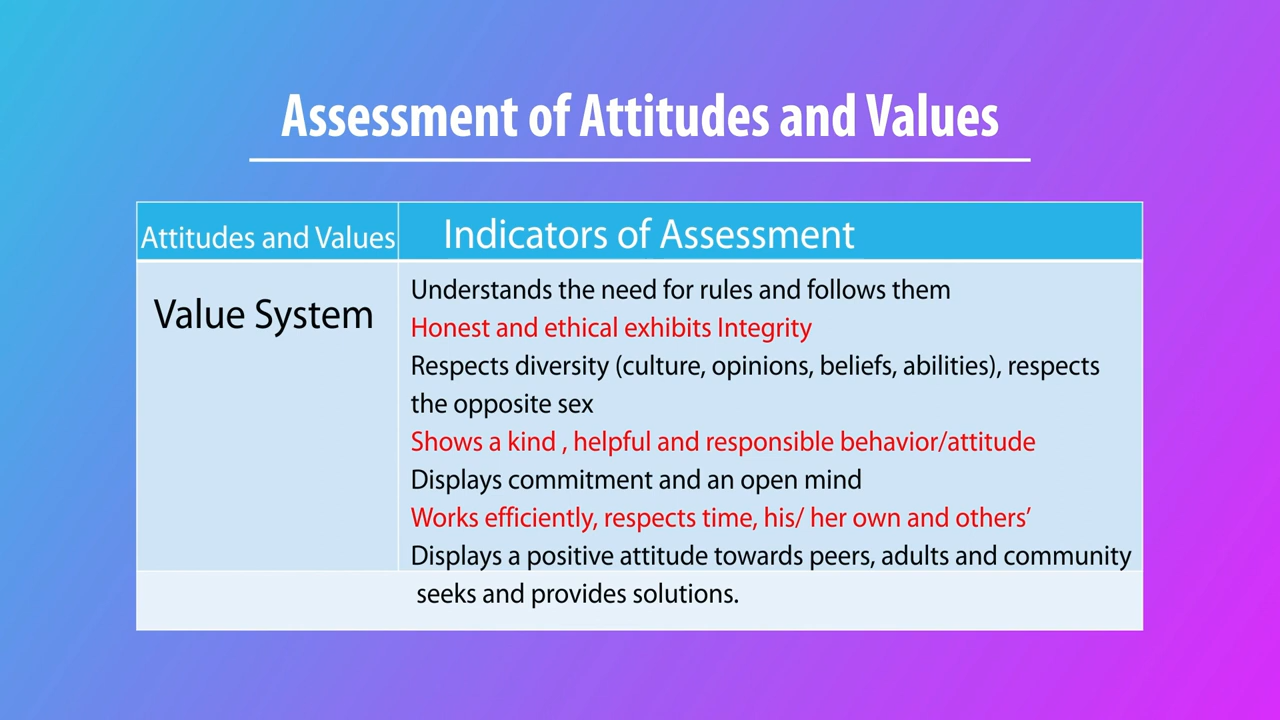 Assessment of Attitudes and Values
Attitudes and Values
Indicators of Assessment
Value System
Understands the need for rules and follows them
Honest and ethical exhibits Integrity
Respects diversity (culture, opinions, beliefs, abilities), respects
the opposite sex
Shows a kind , helpful and responsible behavior/attitude
Displays commitment and an open mind
Works efficiently, respects time, his/ her own and others’
Displays a positive attitude towards peers, adults and community
seeks and provides solutions.